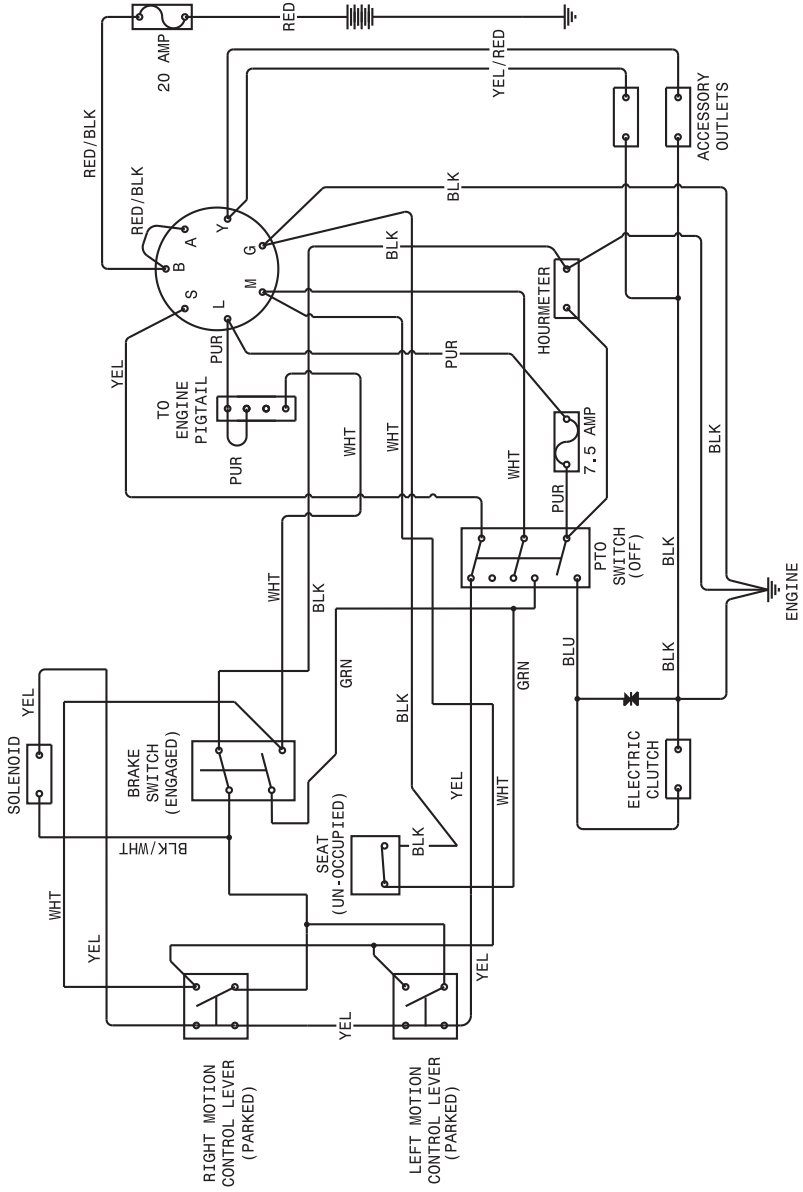 RED
20 AMP
RED/BLK
YEL/RED
ACCESSORY
OUTLETS
RED/BLK
A
B
S
Y
G
M
L
BLK
BLK
HOURMETER
YEL
PUR
PUR
TO
ENGINE
PIGTAIL
PUR
WHT
WHT
WHT
7.5 AMP
PUR
BLK
PTO
SWITCH
(OFF)
BLK
ENGINE
WHT
BLK
GRN
GRN
BLU
BLK
YEL
SOLENOID
BRAKE
SWITCH
(ENGAGED)
BLK
YEL
WHT
ELECTRIC
CLUTCH
BLK/WHT
SEAT
(UN-OCCUPIED)
BLK
WHT
YEL
YEL
YEL
RIGHT MOTION
CONTROL LEVER
(PARKED)
LEFT MOTION
CONTROL LEVER
(PARKED)